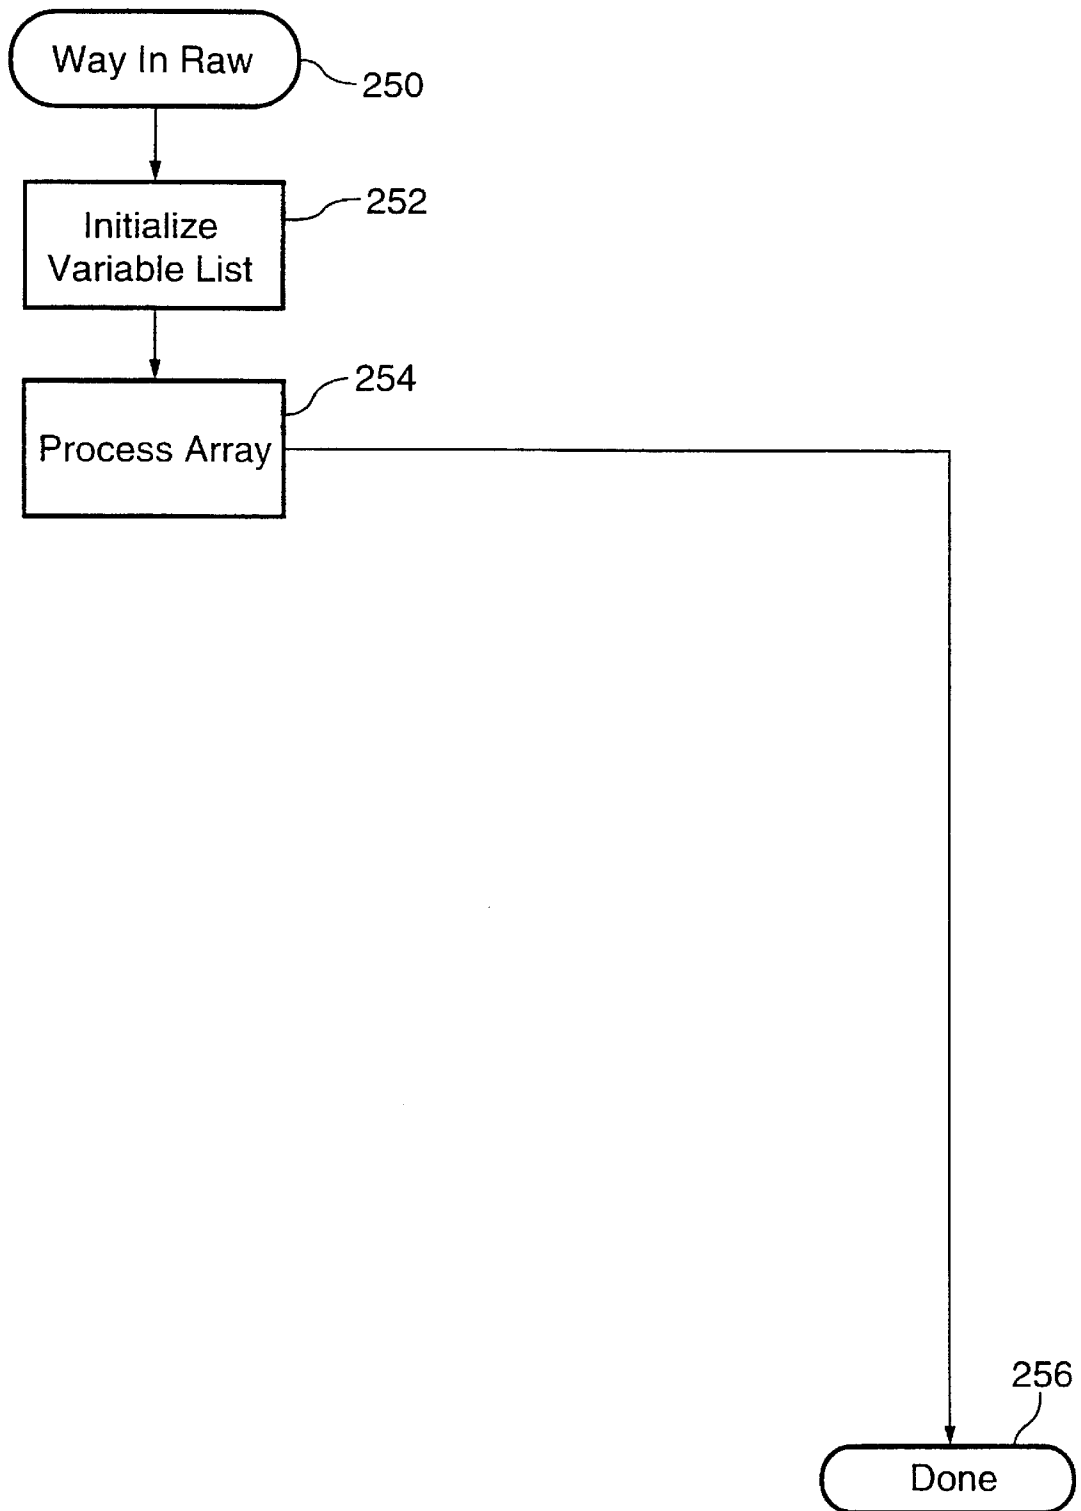 Way In Raw
250
252
Initialize
Variable List
254
Process Array
256
Done